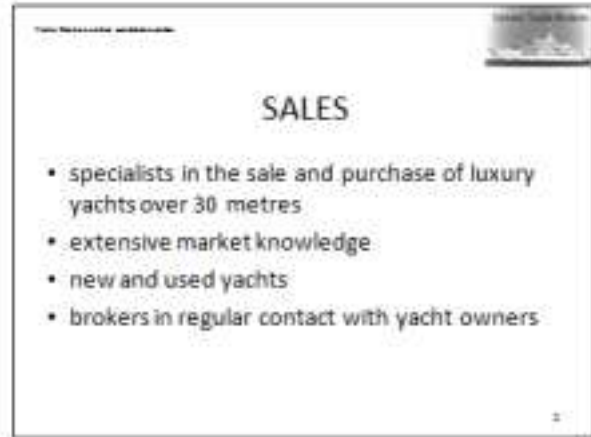 SALES
• specialists in the sale and purchase of luxury
yachts over 30 metres
• extensive market knowledge
• new and used yachts
• brokers in regular contact with yacht owners